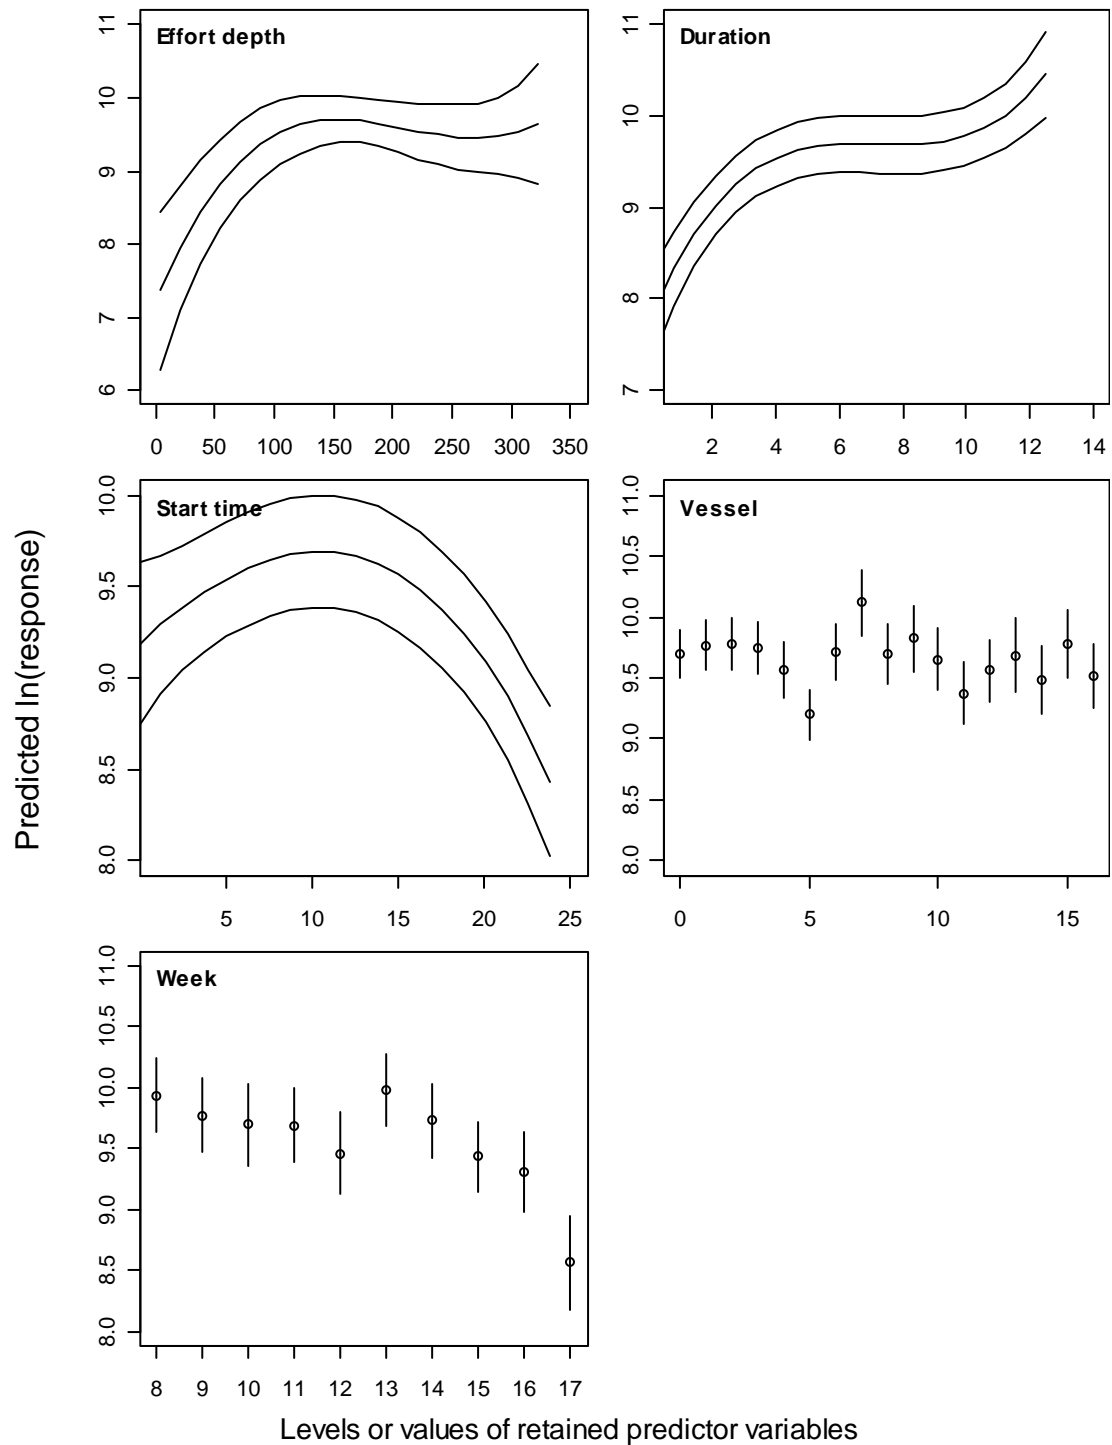 Effort depth
6 7 8 9 10 11
0 50 100 150 200 250 300 350
Duration
7 8 9 10 11
2 4 6 8 10 12 14
Start time
8.0 8.5 9.0 9.5 10.0
5 10 15 20 25
Vessel
8.0 8.5 9.0 9.5 10.0 10.5 11.0
0 5 10 15
Week
8.0 8.5 9.0 9.5 10.0 10.5 11.0
8 9 10 11 12 13 14 15 16 17
Predicted ln(response)
Levels or values of retained predictor variables